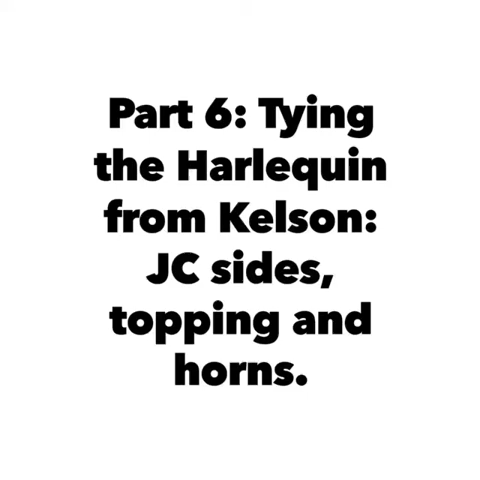 Part 6: Tying
the Harlequin
from Kelson:
JC sides,
topping and
horns.